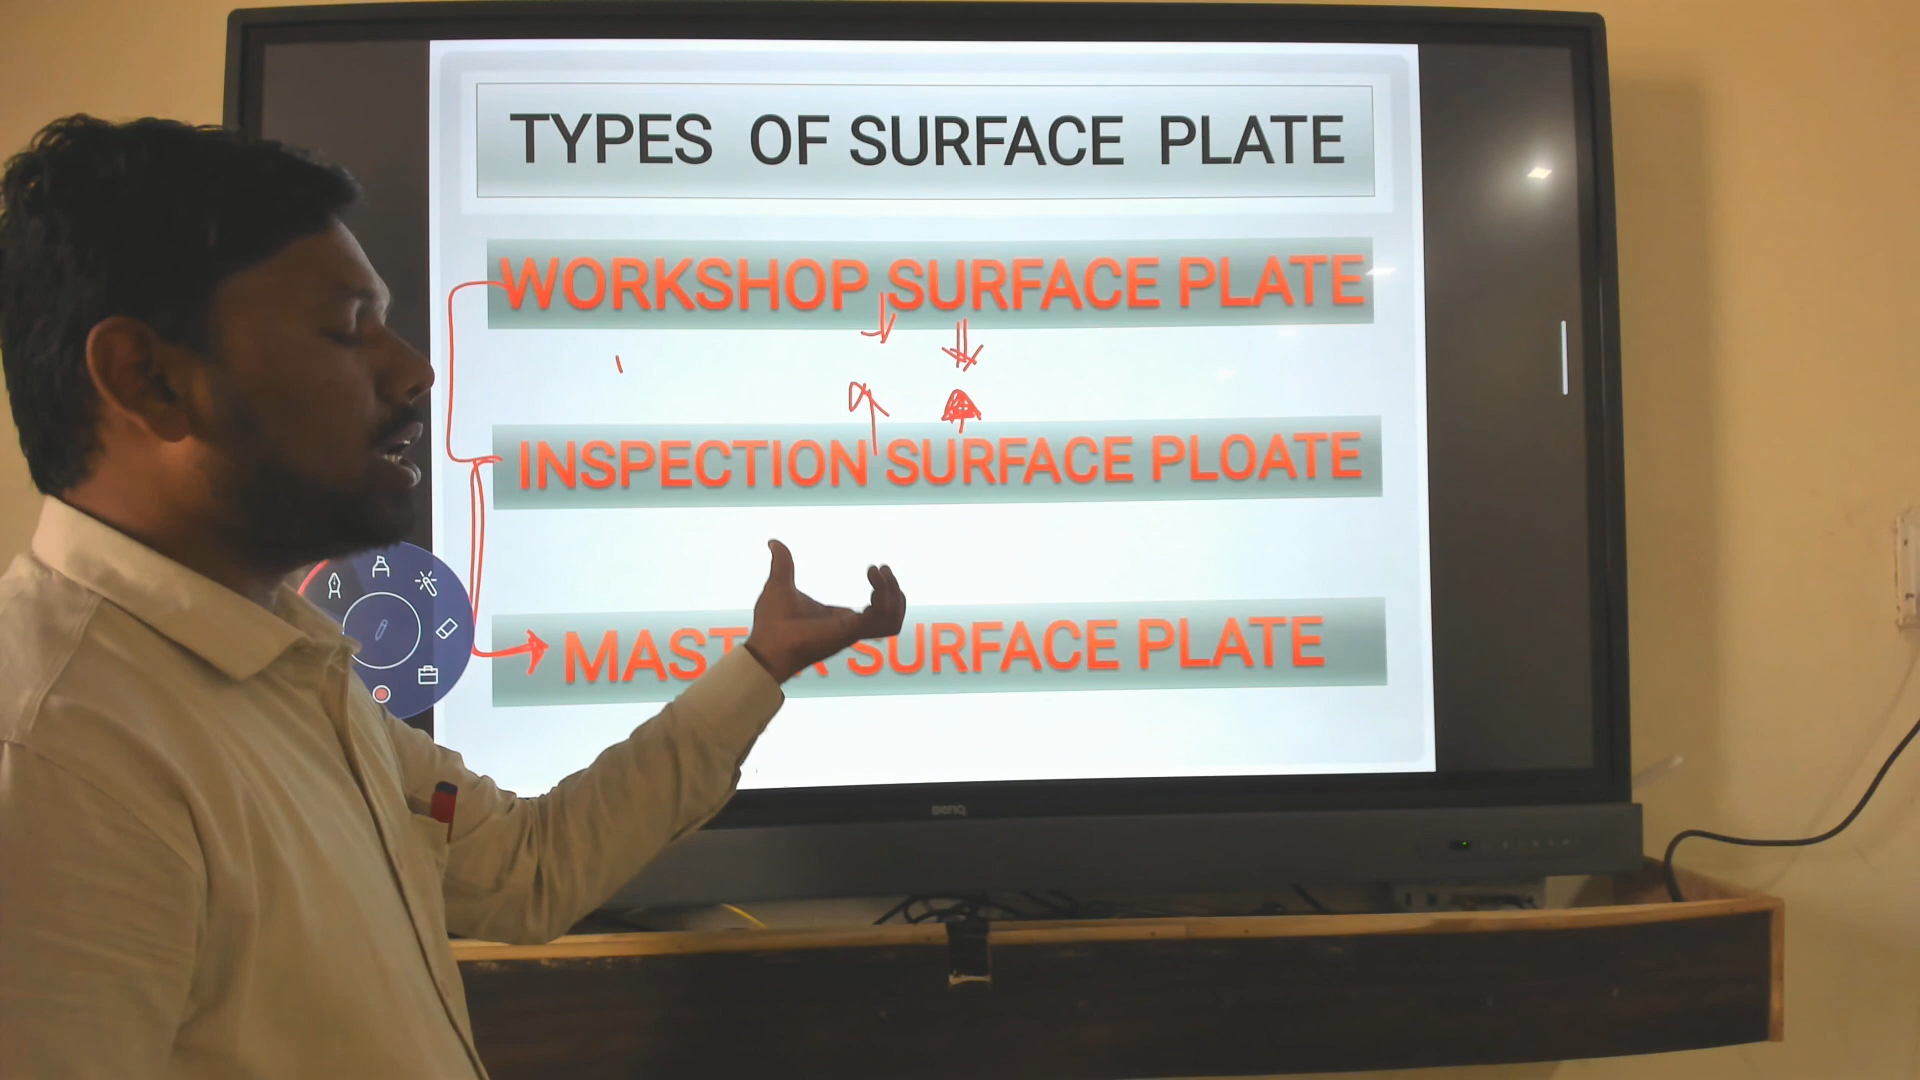 TYPES OF SURFACE PLATE
WORKSHOP SURFACE PLATE
INSPECTION SURFACE PLOATE
SURFACE PLATE
BenQ